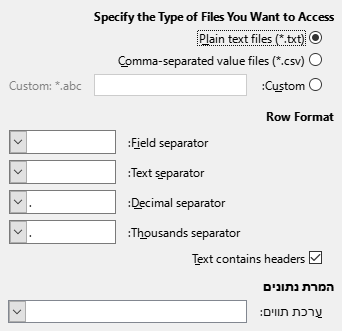 Specify the Type of Files You Want to Access
Plain text files (*.txt)
Comma-separated value files (*.csv)
:Custom
Custom: *.abc
Row Format
:Field separator
:Text separator
:Decimal separator
.
:Thousands separator
.
Text contains headers
המרת נתונים
ערכת תווים: